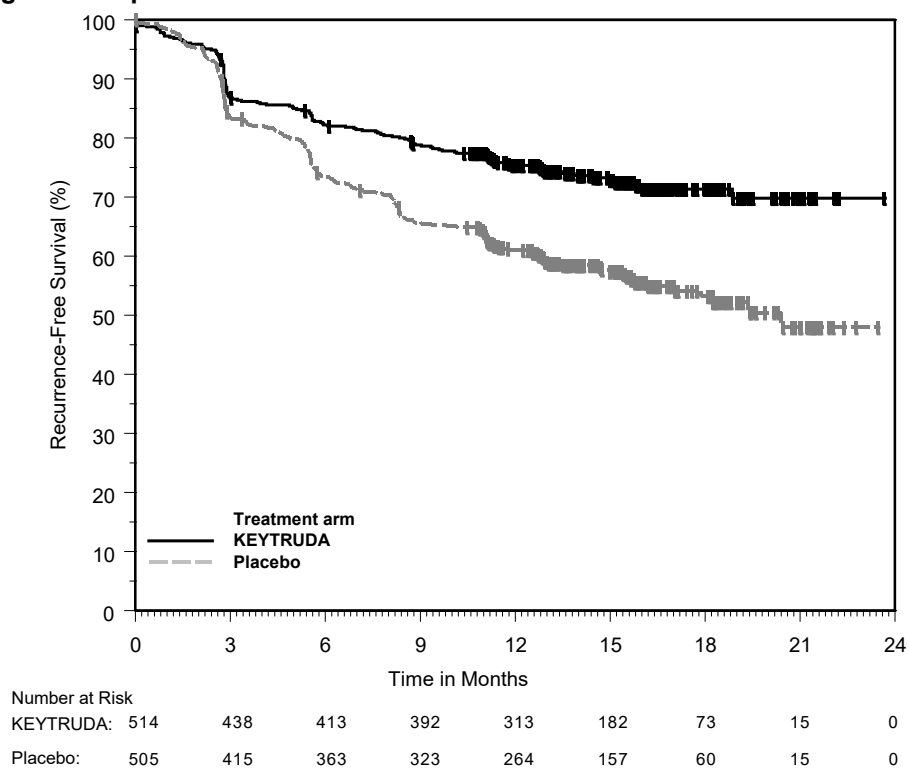 100
90
80
70
60
50
40
30
20
10
0
Recurrence-Free Survival (%)
Treatment arm
KEYTRUDA
Placebo
0 3 6 9 12 15 18 21 24
Time in Months
Number at Risk
KEYTRUDA: 514 438 413 392 313 182 73 15 0
Placebo: 505 415 363 323 264 157 60 15 0